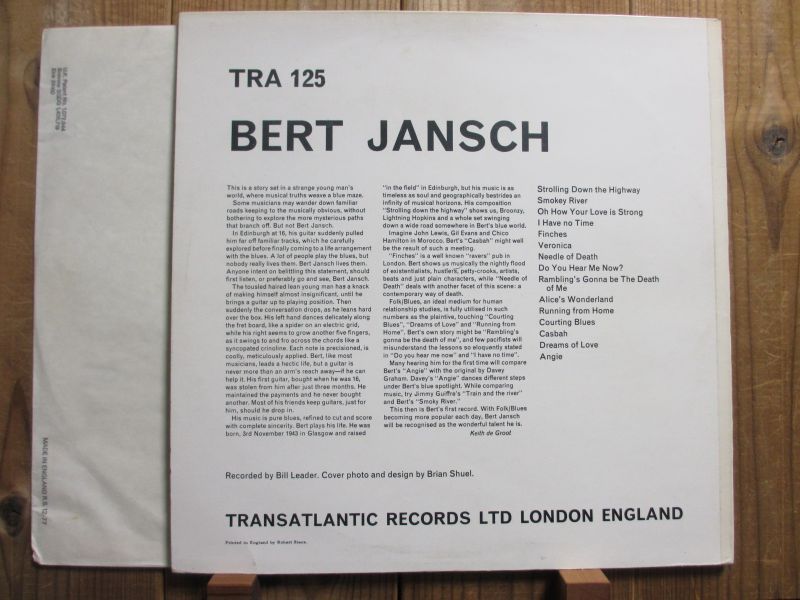 TRA 125
BERT JANSCH
This is a story set in a strange young man's
world, where musical truths weave a blue maze.
Some musicians may wander down familiar
roads keeping to the musically obvious, without
bothering to explore the more mysterious paths
that branch off. But not Bert Jansch.
In Edinburgh at 16, his guitar suddenly pulled
him far off familiar tracks, which he carefully
explored before finally coming to a life arrangement
with the blues. A lot of people play the blues, but
nobody really lives them. Bert Jansch lives them.
Anyone intent on belittling this statement, should
first listen, or preferably go and see, Bert Jansch.
The tousled haired lean young man has a knack
of making himself almost insignificant, until he
brings a guitar up to playing position. Then
suddenly the conversation drops, as he leans hard
over the box. His left hand dances delicately along
the fret board, like a spider on an electric grid,
while his right seems to grow another five fingers,
as it swings to and fro across the chords like a
syncopated crinoline. Each note is precisioned, is
coolly, meticulously applied. Bert, like most
musicians, leads a hectic life, but a guitar is
never more than an arm's reach away—if he can
help it. His first guitar, bought when he was 16,
was stolen from him after just three months. He
maintained the payments and he never bought
another. Most of his friends keep guitars, just for
him, should he drop in.
His music is pure blues, refined to cut and score
with complete sincerity. Bert plays his life. He was
born, 3rd November 1943 in Glasgow and raised
"in the field" in Edinburgh, but his music is as
timeless as soul and geographically bestrides an
infinity of musical horizons. His composition
"Strolling down the highway" shows us, Broonzy,
Lightning Hopkins and a whole set swinging
down a wide road somewhere in Bert's blue world.
Imagine John Lewis, Gil Evans and Chico
Hamilton in Morocco. Bert's "Casbah" might well
be the result of such a meeting.
"Finches" is a well known "ravers" pub in
London. Bert shows us musically the nightly flood
of existentialists, hustlers, petty-crooks, artists,
beats and just plain characters, while "Needle of
Death" deals with another facet of this scene: a
contemporary way of death.
Folk/Blues, an ideal medium for human
relationship studies, is fully utilised in such
numbers as the plaintive, touching "Courting
Blues", "Dreams of Love" and "Running from
Home". Bert's own story might be "Rambling's
gonna be the death of me", and few pacifists will
misunderstand the lessons so eloquently stated
in "Do you hear me now" and "I have no time".
Many hearing him for the first time will compare
Bert's "Angie" with the original by Davey
Graham. Davey's "Angie" dances different steps
under Bert's blue spotlight. While comparing
music, try Jimmy Guiffre's "Train and the river"
and Bert's "Smoky River."
This then is Bert's first record. With Folk/Blues
becoming more popular each day, Bert Jansch
will be recognised as the wonderful talent he is.
Keith de Groot
Strolling Down the Highway
Smokey River
Oh How Your Love is Strong
I Have no Time
Finches
Veronica
Needle of Death
Do You Hear Me Now?
Rambling's Gonna be The Death
of Me
Alice's Wonderland
Running from Home
Courting Blues
Casbah
Dreams of Love
Angie
Recorded by Bill Leader. Cover photo and design by Brian Shuel.
TRANSATLANTIC RECORDS LTD LONDON ENGLAND
Printed in England by Robert Stace.
MADE IN ENGLAND R.S. 12/77